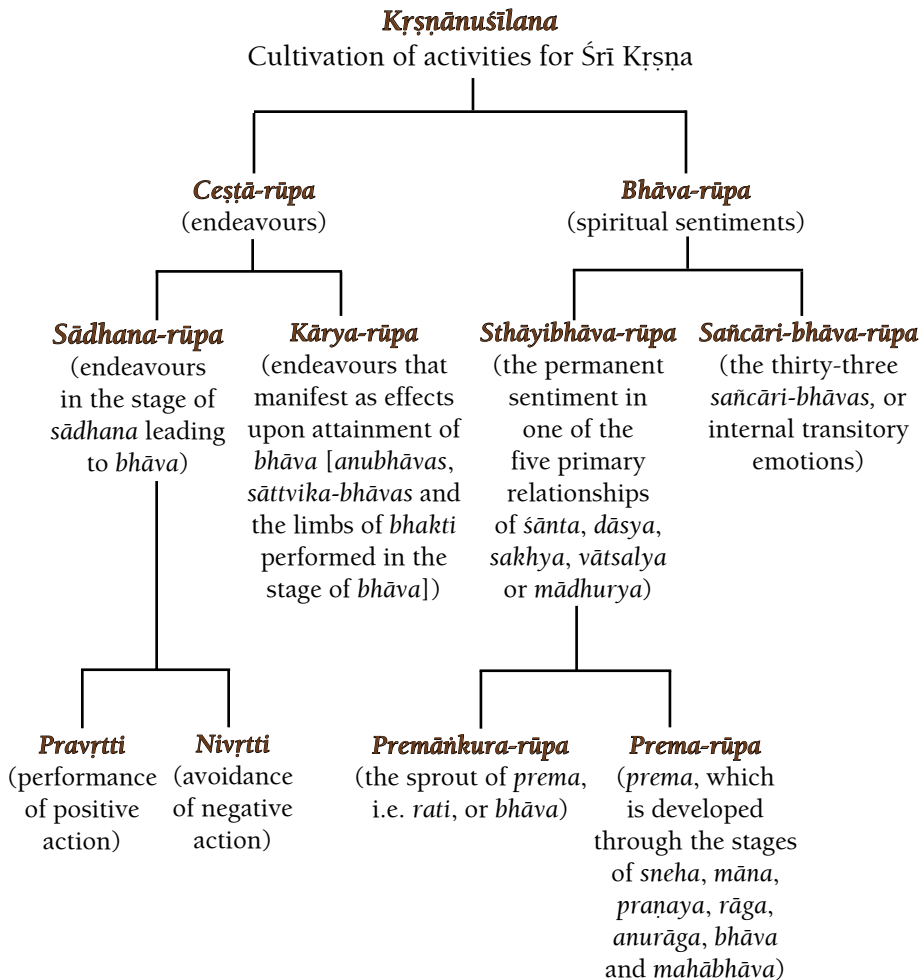 Kṛṣṇānuśīlana
Cultivation of activities for Śrī Kṛṣṇa
Ceṣṭā-rūpa
(endeavours)
Bhāva-rūpa
(spiritual sentiments)
Sādhana-rūpa
(endeavours
in the stage of
sādhana leading
to bhāva)
Kārya-rūpa
(endeavours that
manifest as effects
upon attainment of
bhāva [anubhāvas,
sāttvika-bhāvas and
the limbs of bhakti
performed in the
stage of bhāva])
Sthāyibhāva-rūpa
(the permanent
sentiment in
one of the
five primary
relationships
of śānta, dāsya,
sakhya, vātsalya
or mādhurya)
Sañcāri-bhāva-rūpa
(the thirty-three
sañcāri-bhāvas, or
internal transitory
emotions)
Pravṛtti
(performance
of positive
action)
Nivṛtti
(avoidance
of negative
action)
Premāṅkura-rūpa
(the sprout of prema,
i.e. rati, or bhāva)
Prema-rūpa
(prema, which
is developed
through the stages
of sneha, māna,
praṇaya, rāga,
anurāga, bhāva
and mahābhāva)